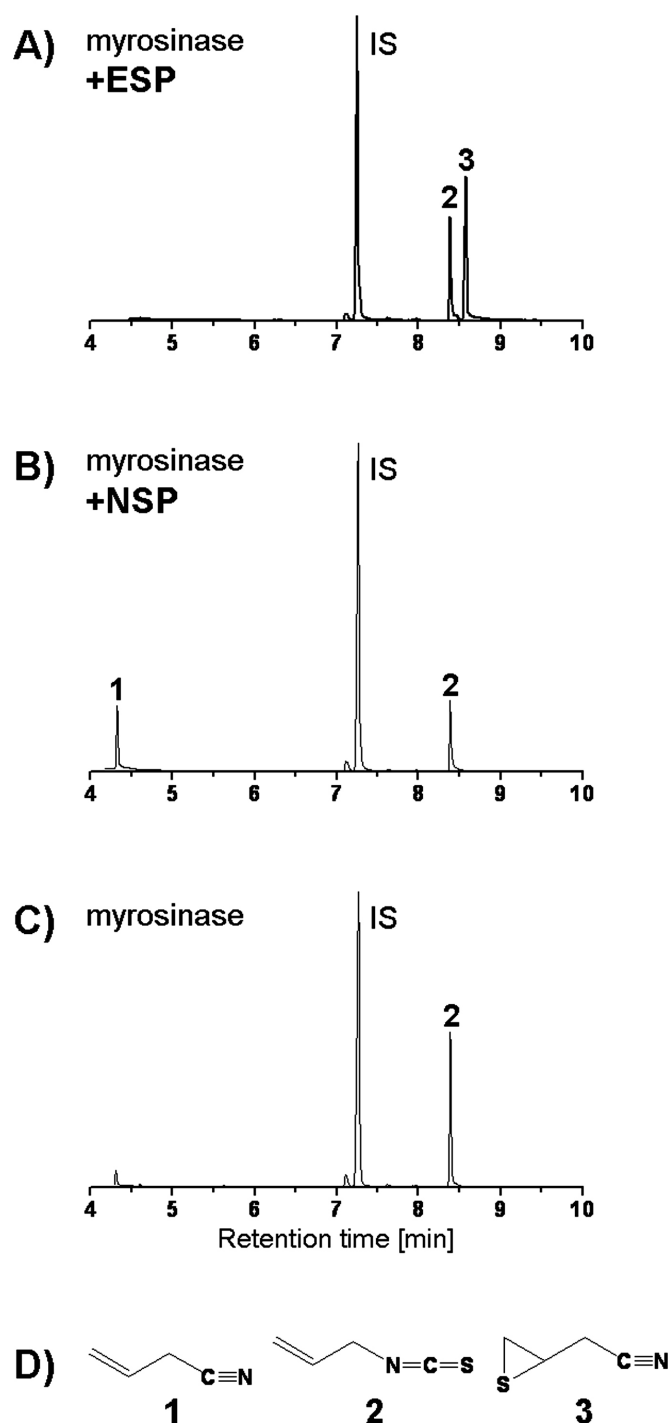 A) myrosinase
+ESP
IS
2 3
4 5 6 7 8 9 10
B) myrosinase
+NSP
IS
1 2
4 5 6 7 8 9 10
C) myrosinase
IS
2
4 5 6 7 8 9 10
Retention time [min]
D) C≡N N=C=S S C≡N
1 2 3